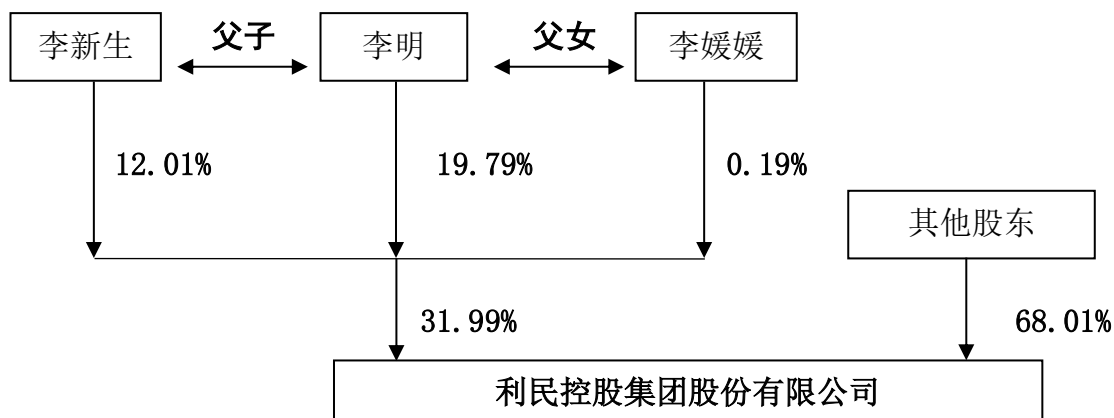 李新生
父子
李明
父女
李媛媛
12.01%
19.79%
0.19%
其他股东
31.99%
68.01%
利民控股集团股份有限公司